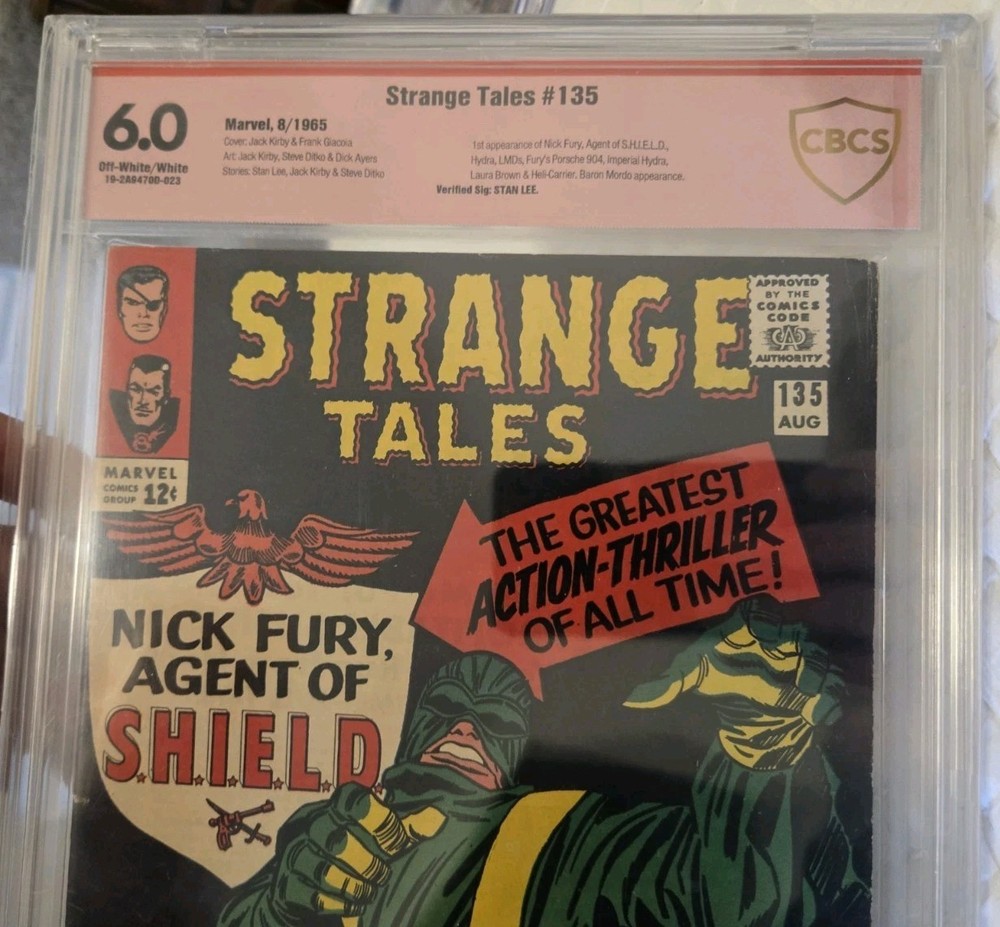 Strange Tales #135
6.0
Off-White/White
19-2A9470D-023
Marvel, 8/1965
Cover: Jack Kirby & Frank Giacoia
Art: Jack Kirby, Steve Ditko & Dick Ayers
Stories: Stan Lee, Jack Kirby & Steve Ditko
1st appearance of Nick Fury, Agent of S.H.I.E.L.D.,
Hydra, LMDs, Fury's Porsche 904, Imperial Hydra,
Laura Brown & Heli-Carrier, Baron Mordo appearance.
Verified Sig: STAN LEE.
CBCS
STRANGE
TALES
APPROVED
BY THE
COMICS
CODE
CA
AUTHORITY
135
AUG
MARVEL
COMICS
GROUP 12¢
THE GREATEST
ACTION-THRILLER
OF ALL TIME!
NICK FURY,
AGENT OF
S.H.I.E.L.D.